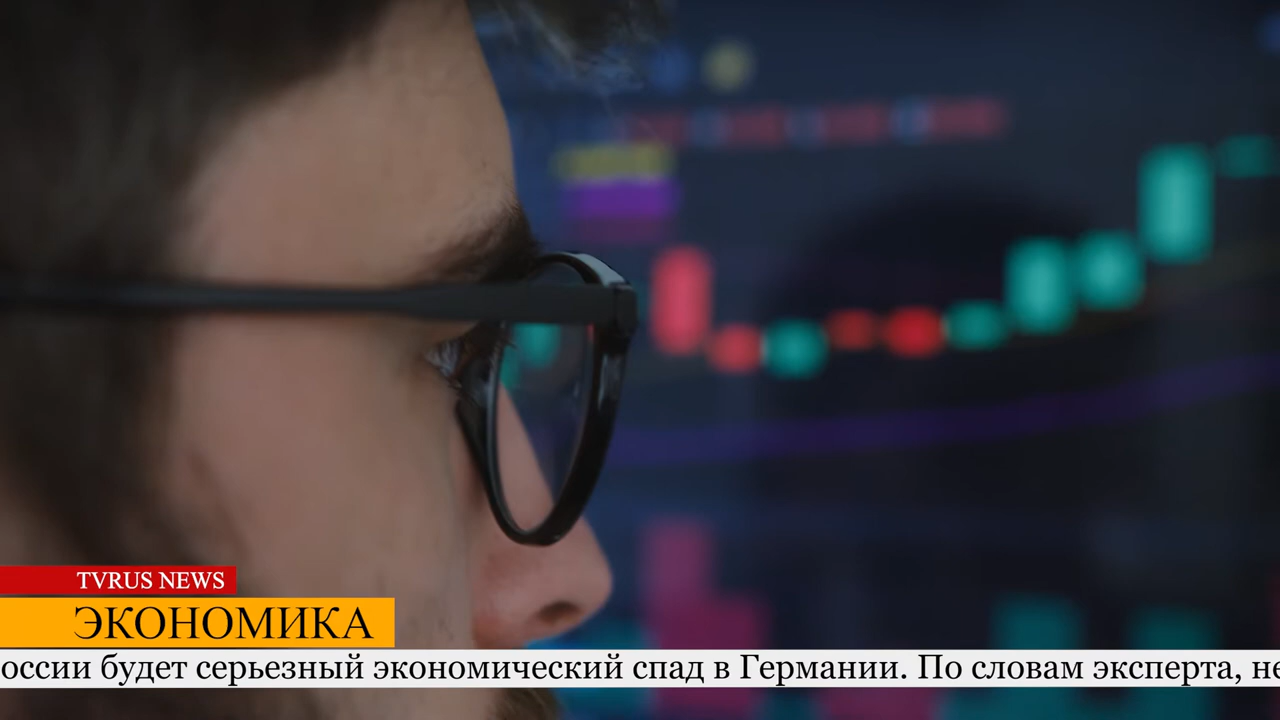 TVRUS NEWS
ЭКОНОМИКА
оссии будет серьезный экономический спад в Германии. По словам эксперта, не